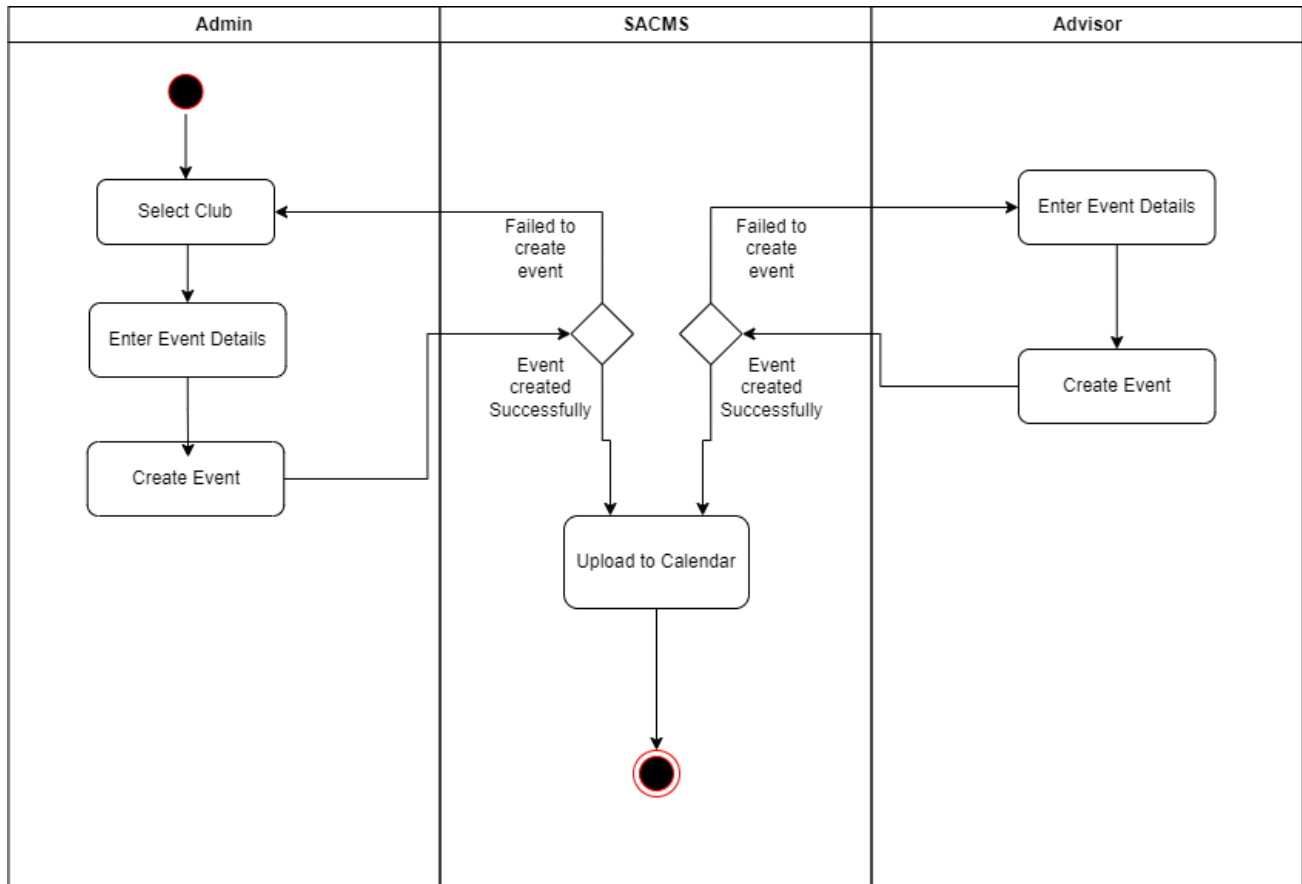 Admin
SACMS
Advisor
Select Club
Enter Event Details
Create Event
Failed to
create
event
Event
created
Successfully
Failed to
create
event
Event
created
Successfully
Upload to Calendar
Enter Event Details
Create Event